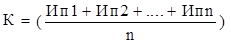 К = (Ип1 + Ип2 + .... + Ипn / n)